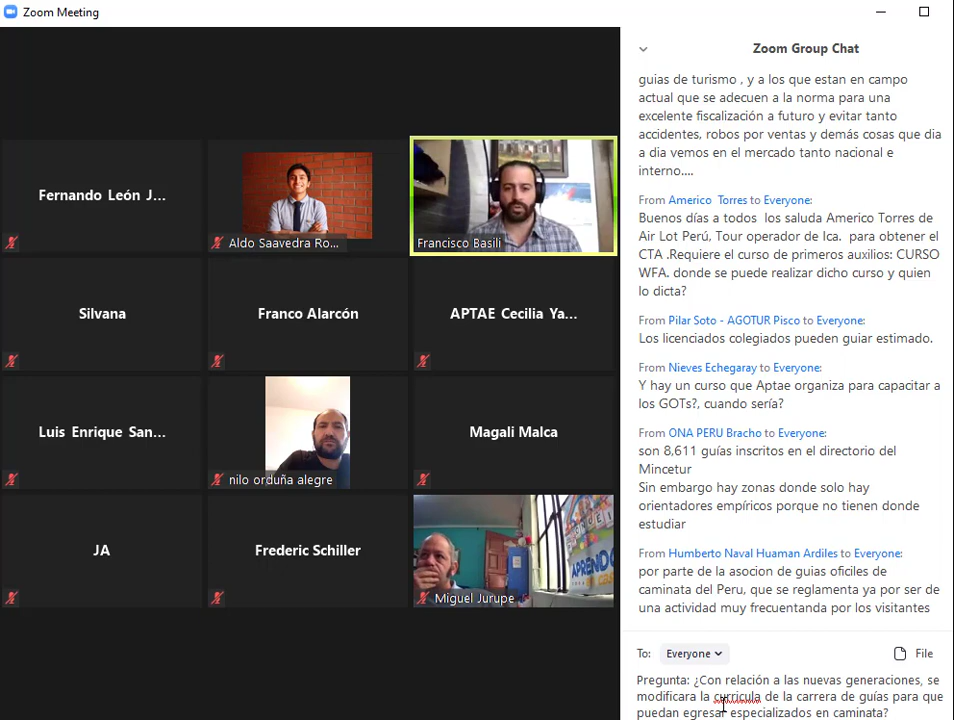 Zoom Meeting
Fernando León J...
Aldo Saavedra Ro...
Francisco Basili
Silvana
Franco Alarcón
APTAE Cecilia Ya...
Luis Enrique San...
nilo orduña alegre
Magali Malca
JA
Frederic Schiller
Miguel Jurupe
Zoom Group Chat
guias de turismo , y a los que estan en campo
actual que se adecuen a la norma para una
excelente fiscalización a futuro y evitar tanto
accidentes, robos por ventas y demás cosas que dia
a dia vemos en el mercado tanto nacional e
interno....
From Americo Torres to Everyone:
Buenos días a todos los saluda Americo Torres de
Air Lot Perú, Tour operador de Ica. para obtener el
CTA .Requiere el curso de primeros auxilios: CURSO
WFA. donde se puede realizar dicho curso y quien
lo dicta?
From Pilar Soto - AGOTUR Pisco to Everyone:
Los licenciados colegiados pueden guiar estimado.
From Nieves Echegaray to Everyone:
Y hay un curso que Aptae organiza para capacitar a
los GOTs?, cuando sería?
From ONA PERU Bracho to Everyone:
son 8,611 guías inscritos en el directorio del
Mincetur
Sin embargo hay zonas donde solo hay
orientadores empíricos porque no tienen donde
estudiar
From Humberto Naval Huaman Ardiles to Everyone:
por parte de la asocion de guias oficiles de
caminata del Peru, que se reglamenta ya por ser de
una actividad muy frecuentanda por los visitantes
To: Everyone
File
Pregunta: ¿Con relación a las nuevas generaciones, se
modificara la curricula de la carrera de guías para que
puedan egresar especializados en caminata?